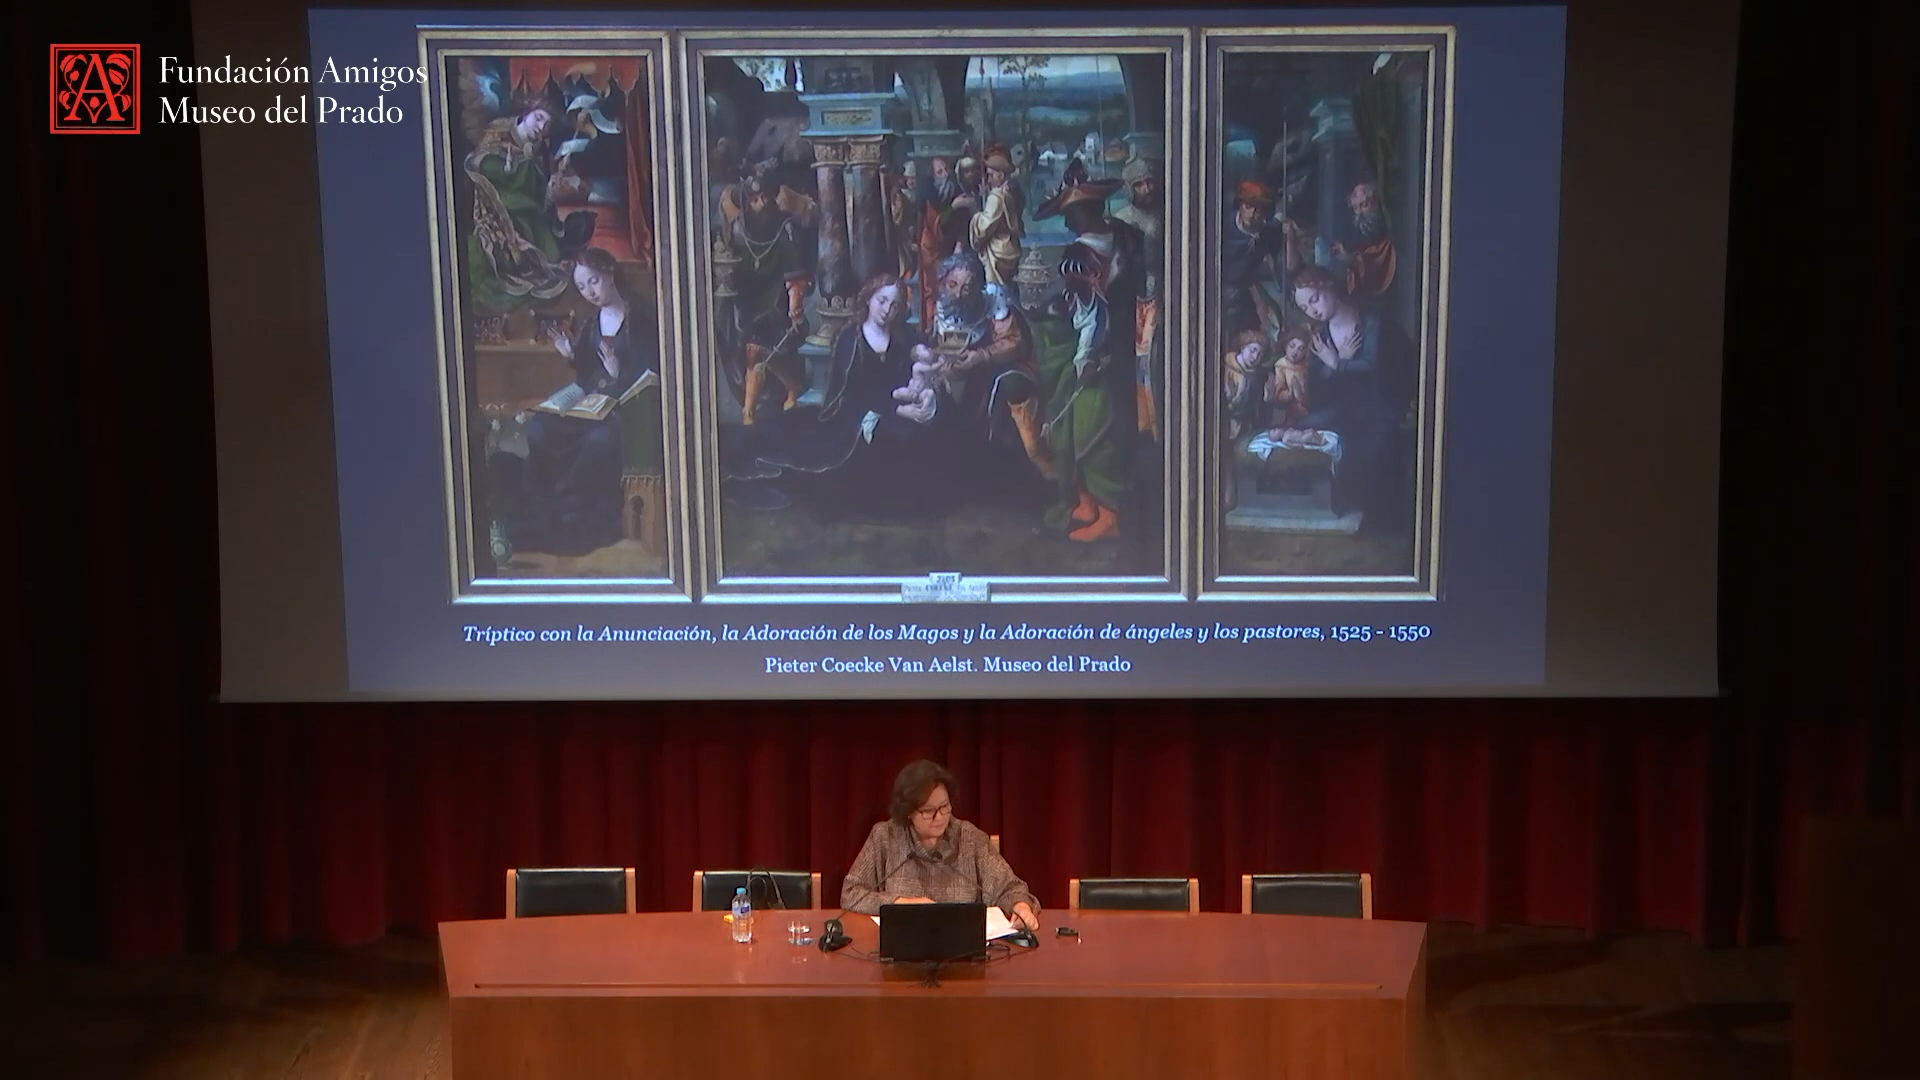 Fundación Amigos
Museo del Prado
Tríptico con la Anunciación, la Adoración de los Magos y la Adoración de ángeles y los pastores, 1525 - 1550
Pieter Coecke Van Aelst. Museo del Prado